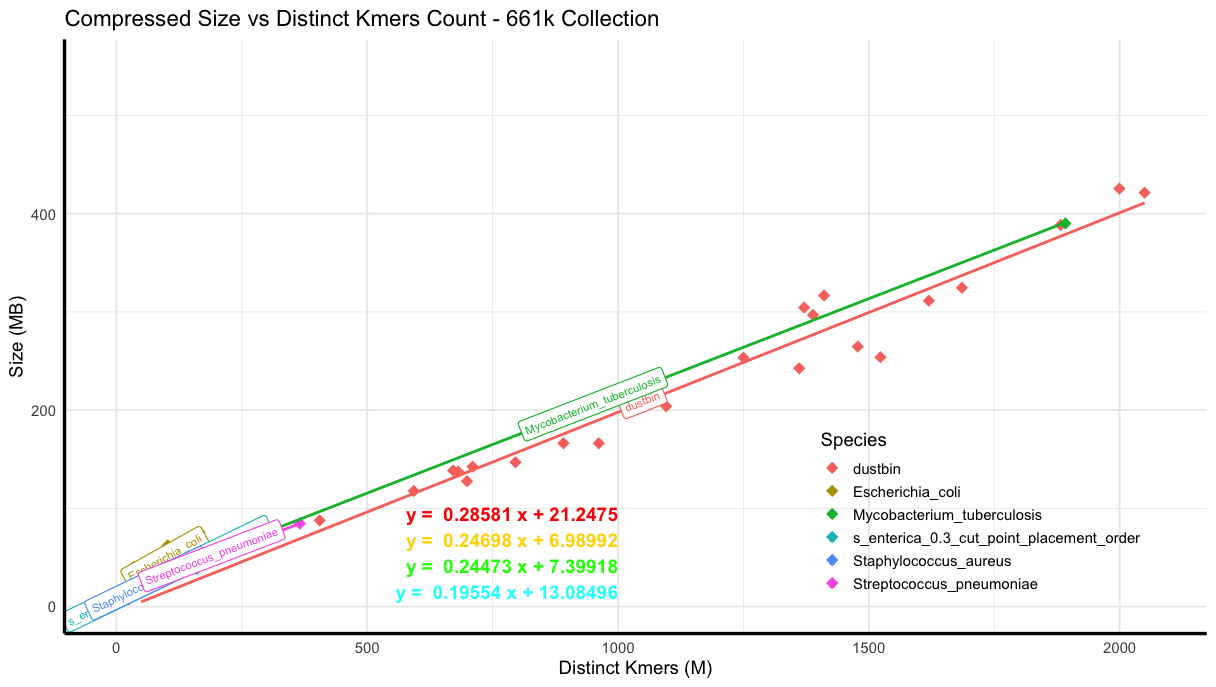 Compressed Size vs Distinct Kmers Count - 661k Collection
Size (MB)
400
200
0
Mycobacterium_tuberculosis
dustbin
Escherichia_coli
Streptococcus_pneumoniae
Staphyloco
s_en
y = 0.28581 x + 21.2475
y = 0.24698 x + 6.98992
y = 0.24473 x + 7.39918
y = 0.19554 x + 13.08496
Species
dustbin
Escherichia_coli
Mycobacterium_tuberculosis
s_enterica_0.3_cut_point_placement_order
Staphylococcus_aureus
Streptococcus_pneumoniae
0
500
1000
1500
2000
Distinct Kmers (M)